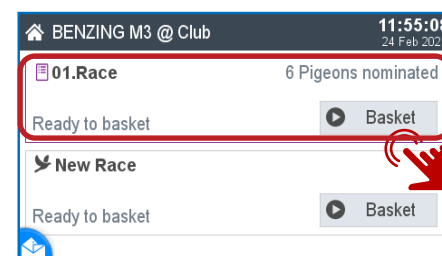 BENZING M3 @ Club 11:55:08
24 Feb 202
01.Race 6 Pigeons nominated
Ready to basket Basket
New Race
Ready to basket Basket